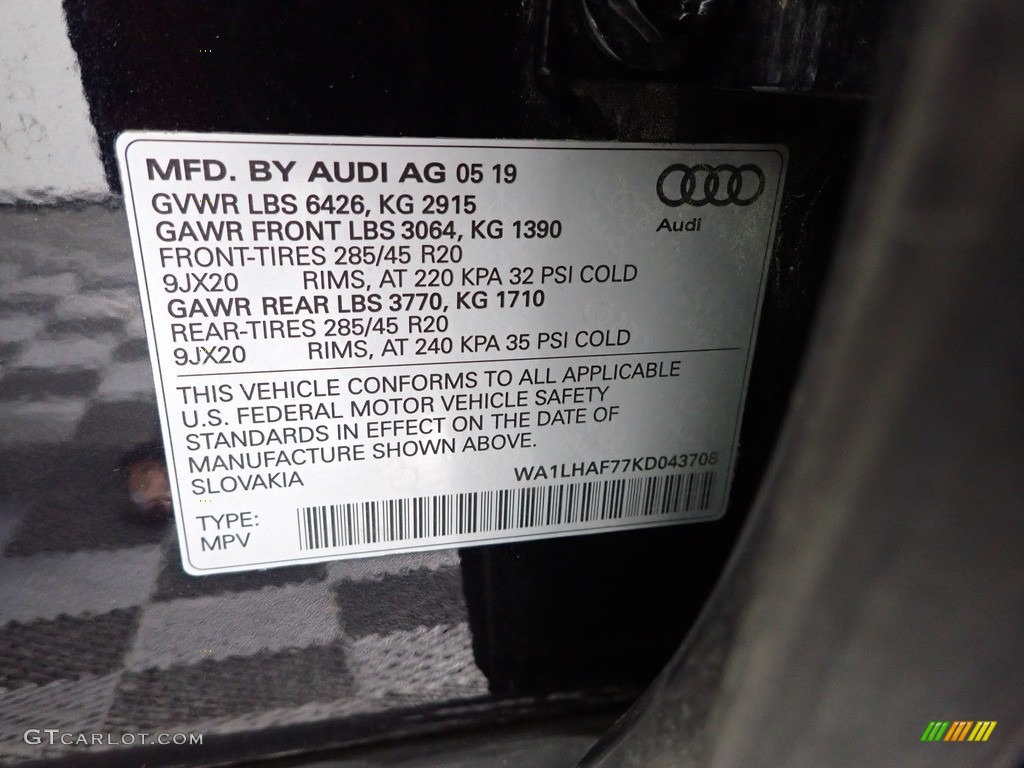 MFD. BY AUDI AG 05 19
GVWR LBS 6426, KG 2915
GAWR FRONT LBS 3064, KG 1390
FRONT-TIRES 285/45 R20
9JX20 RIMS, AT 220 KPA 32 PSI COLD
GAWR REAR LBS 3770, KG 1710
REAR-TIRES 285/45 R20
9JX20 RIMS, AT 240 KPA 35 PSI COLD
Audi
THIS VEHICLE CONFORMS TO ALL APPLICABLE
U.S. FEDERAL MOTOR VEHICLE SAFETY
STANDARDS IN EFFECT ON THE DATE OF
MANUFACTURE SHOWN ABOVE.
SLOVAKIA
WA1LHAF77KD043708
TYPE:
MPV
GTCARLOT.COM